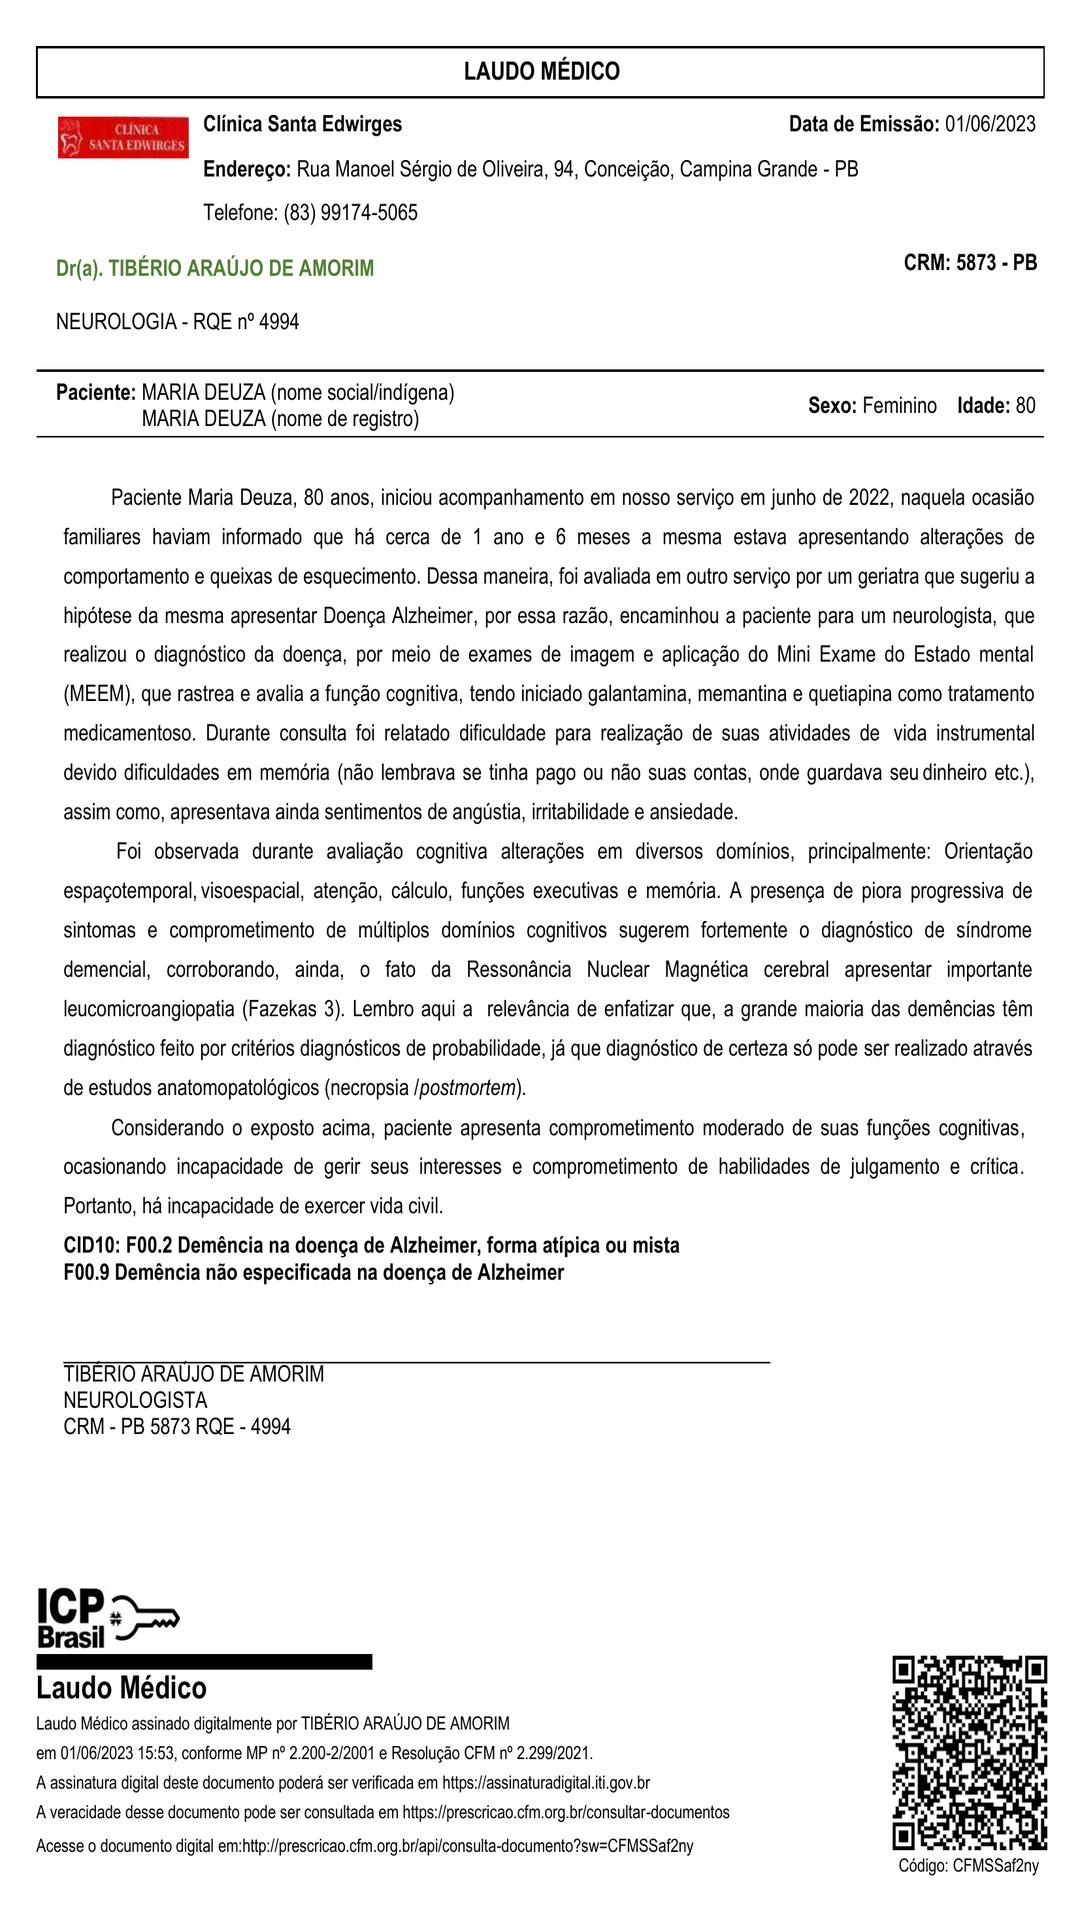 LAUDO MÉDICO
CLÍNICA
SANTA EDWIRGES
Clínica Santa Edwirges
Data de Emissão: 01/06/2023
Endereço: Rua Manoel Sérgio de Oliveira, 94, Conceição, Campina Grande - PB
Telefone: (83) 99174-5065
Dr(a). TIBÉRIO ARAÚJO DE AMORIM
CRM: 5873 - PB
NEUROLOGIA - RQE nº 4994
Paciente: MARIA DEUZA (nome social/indígena)
MARIA DEUZA (nome de registro)
Sexo: Feminino Idade: 80
Paciente Maria Deuza, 80 anos, iniciou acompanhamento em nosso serviço em junho de 2022, naquela ocasião
familiares haviam informado que há cerca de 1 ano e 6 meses a mesma estava apresentando alterações de
comportamento e queixas de esquecimento. Dessa maneira, foi avaliada em outro serviço por um geriatra que sugeriu a
hipótese da mesma apresentar Doença Alzheimer, por essa razão, encaminhou a paciente para um neurologista, que
realizou o diagnóstico da doença, por meio de exames de imagem e aplicação do Mini Exame do Estado mental
(MEEM), que rastrea e avalia a função cognitiva, tendo iniciado galantamina, memantina e quetiapina como tratamento
medicamentoso. Durante consulta foi relatado dificuldade para realização de suas atividades de vida instrumental
devido dificuldades em memória (não lembrava se tinha pago ou não suas contas, onde guardava seu dinheiro etc.),
assim como, apresentava ainda sentimentos de angústia, irritabilidade e ansiedade.
Foi observada durante avaliação cognitiva alterações em diversos domínios, principalmente: Orientação
espaçotemporal, visoespacial, atenção, cálculo, funções executivas e memória. A presença de piora progressiva de
sintomas e comprometimento de múltiplos domínios cognitivos sugerem fortemente o diagnóstico de síndrome
demencial, corroborando, ainda, o fato da Ressonância Nuclear Magnética cerebral apresentar importante
leucomicroangiopatia (Fazekas 3). Lembro aqui a relevância de enfatizar que, a grande maioria das demências têm
diagnóstico feito por critérios diagnósticos de probabilidade, já que diagnóstico de certeza só pode ser realizado através
de estudos anatomopatológicos (necropsia /postmortem).
Considerando o exposto acima, paciente apresenta comprometimento moderado de suas funções cognitivas,
ocasionando incapacidade de gerir seus interesses e comprometimento de habilidades de julgamento e crítica.
Portanto, há incapacidade de exercer vida civil.
CID10: F00.2 Demência na doença de Alzheimer, forma atípica ou mista
F00.9 Demência não especificada na doença de Alzheimer
TIBÉRIO ARAÚJO DE AMORIM
NEUROLOGISTA
CRM - PB 5873 RQE - 4994
ICP
Brasil
Laudo Médico
Laudo Médico assinado digitalmente por TIBÉRIO ARAÚJO DE AMORIM
em 01/06/2023 15:53, conforme MP nº 2.200-2/2001 e Resolução CFM nº 2.299/2021.
A assinatura digital deste documento poderá ser verificada em https://assinaturadigital.iti.gov.br
A veracidade desse documento pode ser consultada em https://prescricao.cfm.org.br/consultar-documentos
Acesse o documento digital em:http://prescricao.cfm.org.br/api/consulta-documento?sw=CFMSSaf2ny
Código: CFMSSaf2ny